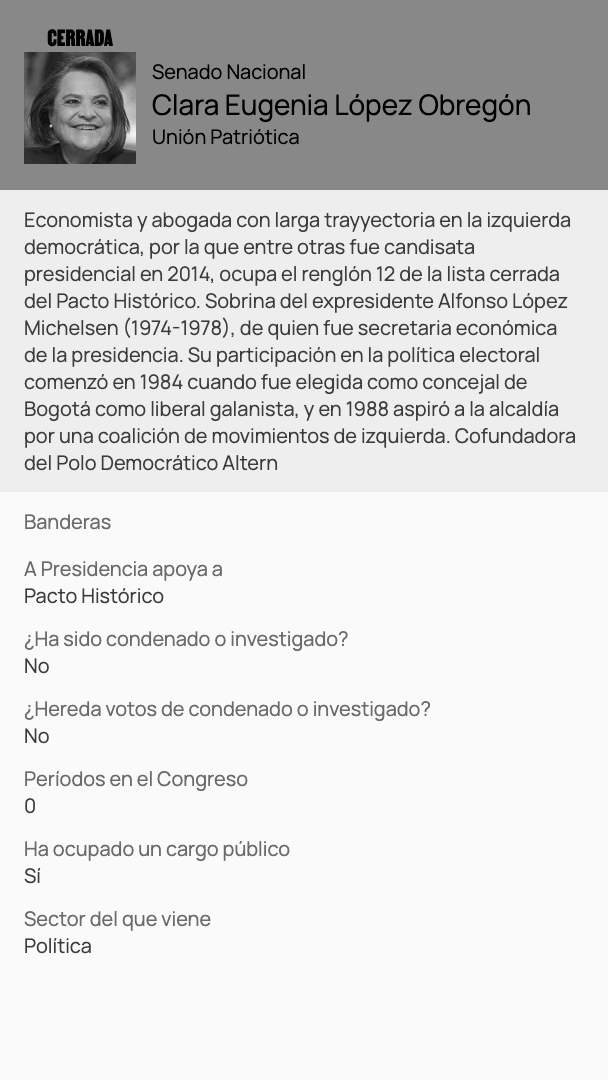 CERRADA
Senado Nacional
Clara Eugenia López Obregón
Unión Patriótica
Economista y abogada con larga trayyectoria en la izquierda
democrática, por la que entre otras fue candisata
presidencial en 2014, ocupa el renglón 12 de la lista cerrada
del Pacto Histórico. Sobrina del expresidente Alfonso López
Michelsen (1974-1978), de quien fue secretaria económica
de la presidencia. Su participación en la política electoral
comenzó en 1984 cuando fue elegida como concejal de
Bogotá como liberal galanista, y en 1988 aspiró a la alcaldía
por una coalición de movimientos de izquierda. Cofundadora
del Polo Democrático Altern
Banderas
A Presidencia apoya a
Pacto Histórico
¿Ha sido condenado o investigado?
No
¿Hereda votos de condenado o investigado?
No
Períodos en el Congreso
0
Ha ocupado un cargo público
Sí
Sector del que viene
Política